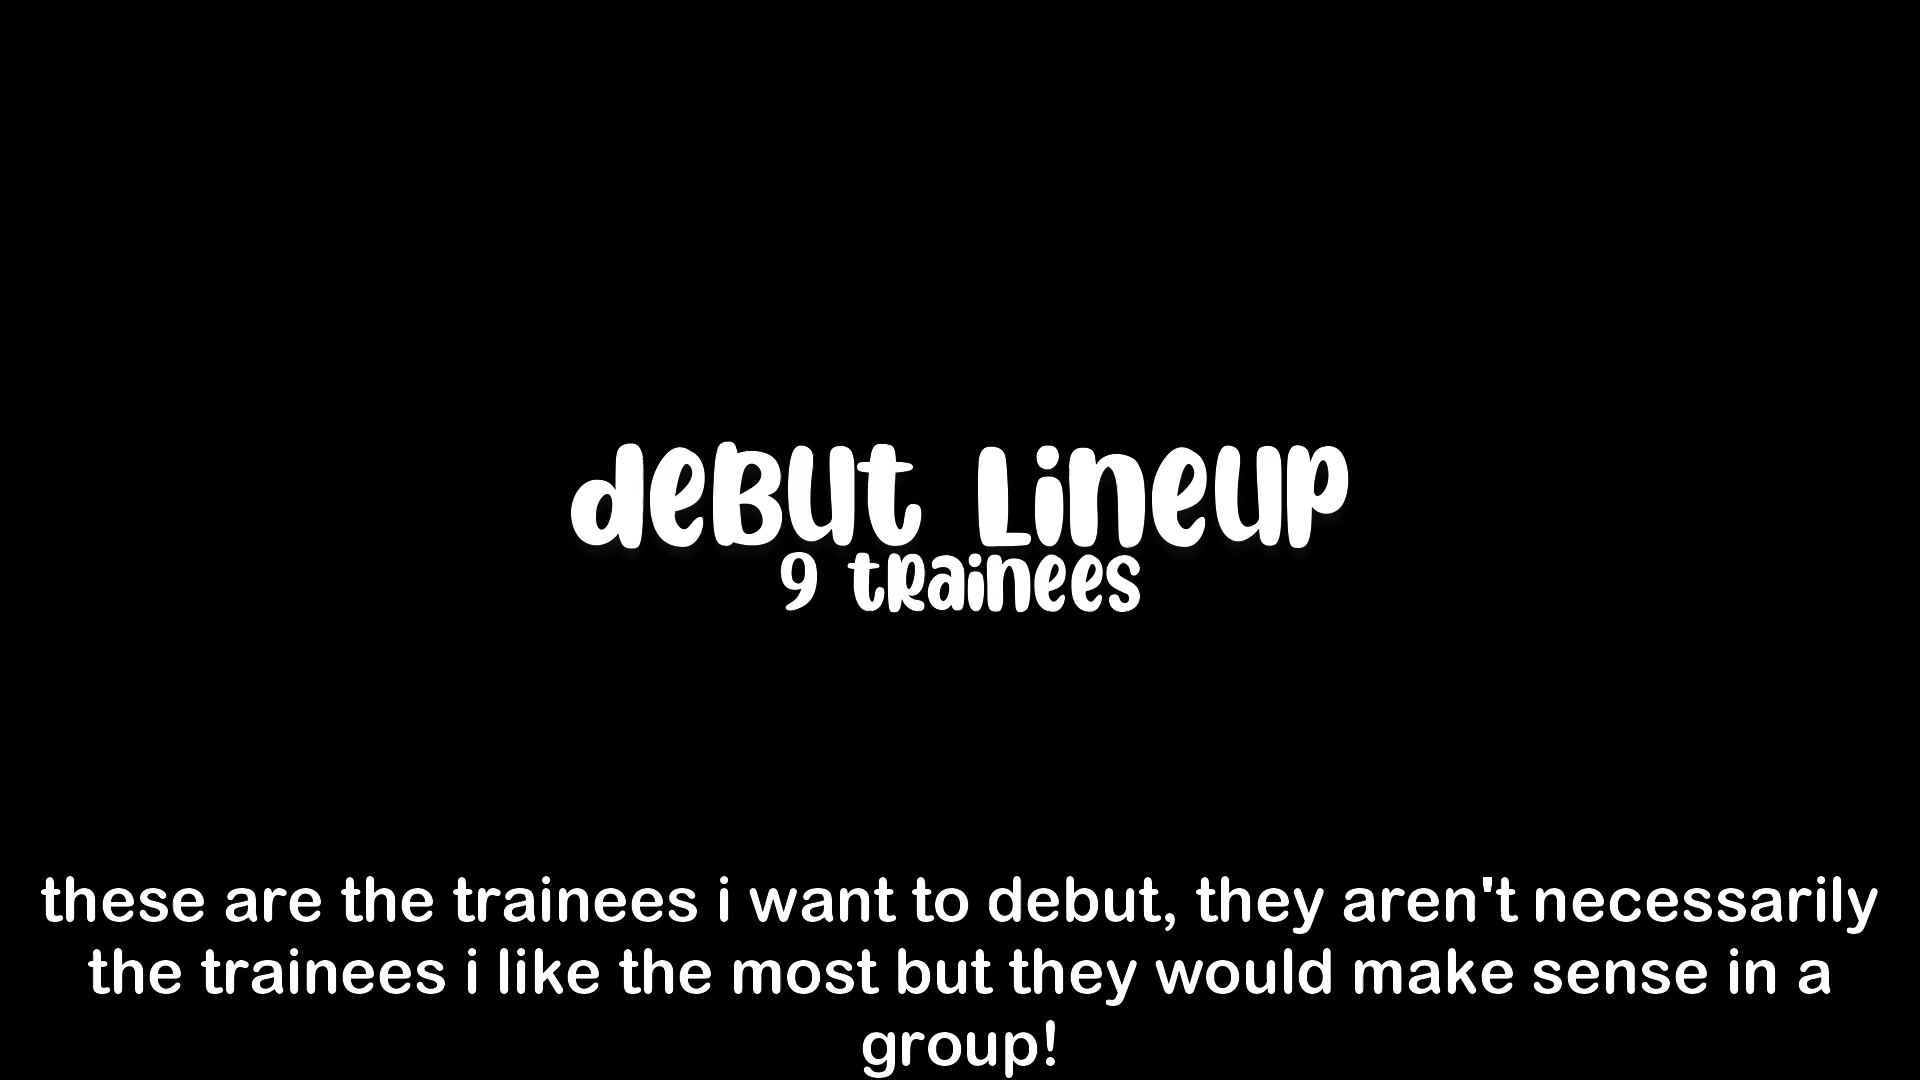 deBUt Lineup
9 tRainees
these are the trainees i want to debut, they aren't necessarily
the trainees i like the most but they would make sense in a
group!